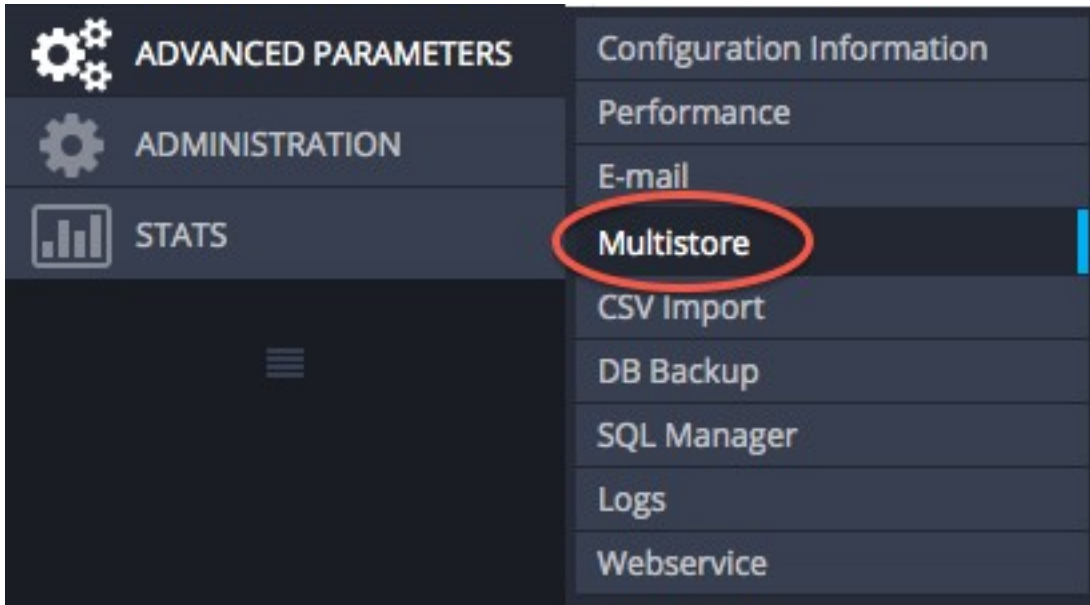 ADVANCED PARAMETERS
ADMINISTRATION
STATS
Configuration Information
Performance
E-mail
Multistore
CSV Import
DB Backup
SQL Manager
Logs
Webservice